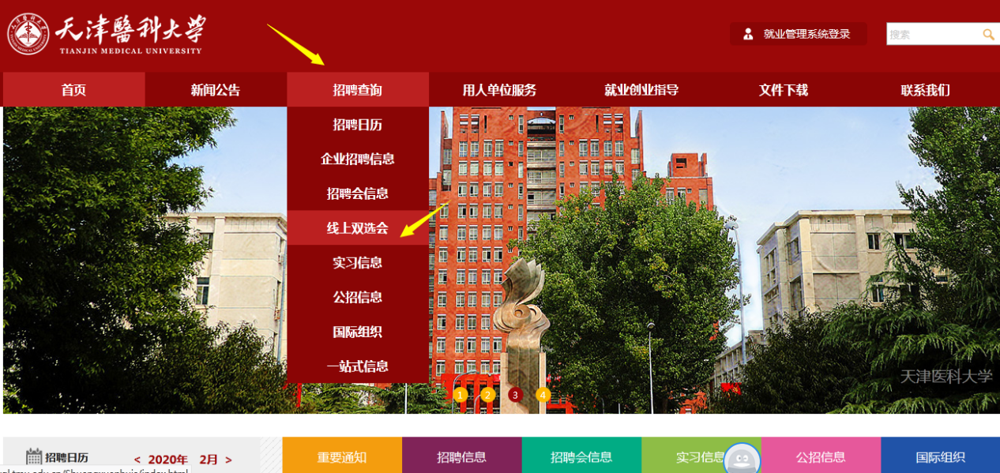 天津醫科大学
TIANJIN MEDICAL UNIVERSITY
就业管理系统登录
搜索
首页
新闻公告
招聘查询
用人单位服务
就业创业指导
文件下载
联系我们
招聘日历
企业招聘信息
招聘会信息
线上双选会
实习信息
公招信息
国际组织
一站式信息
天津医科大学
1 2 3 4
招聘日历
< 2020年 2月 >
重要通知
招聘信息
招聘会信息
实习信息
公招信息
国际组织